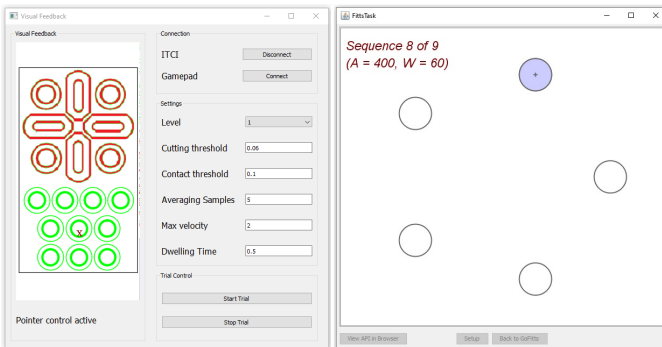 Visual Feedback
Visual Feedback
X
Pointer control active
Connection
ITCI
Disconnect
Gamepad
Connect
Settings
Level
1
Cutting threshold
0.06
Contact threshold
0.1
Averaging Samples
5
Max velocity
2
Dwelling Time
0.5
Trial Control
Start Trial
Stop Trial
FittsTask
Sequence 8 of 9
(A = 400, W = 60)
View API in Browser
Setup
Back to GoFitts